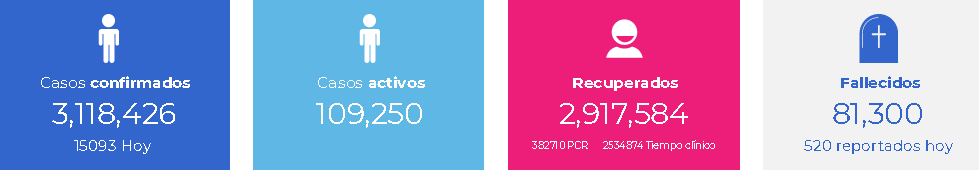 Casos confirmados
3,118,426
15093 Hoy
Casos activos
109,250
Recuperados
2,917,584
382710 PCR 2534874 Tiempo clínico
Fallecidos
81,300
520 reportados hoy